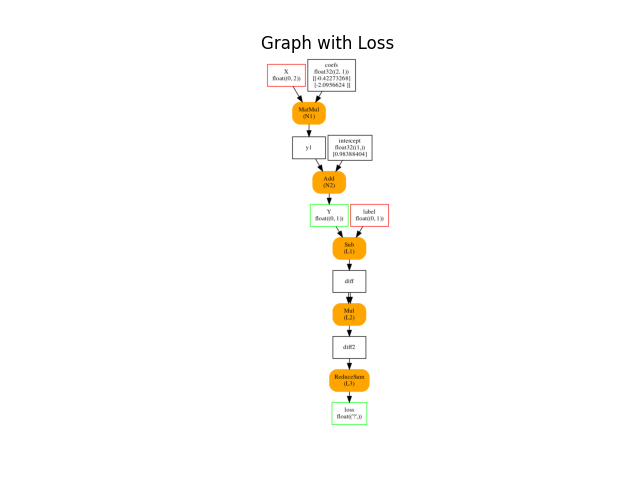 Graph with Loss
X
float((0, 2))
coefs
float32((2, 1))
[[-0.42273268]
[-2.0956624 ]]
MatMul
(N1)
y1
intercept
float32((1,))
[0.98388404]
Add
(N2)
Y
float((0, 1))
label
float((0, 1))
Sub
(L1)
diff
Mul
(L2)
diff2
ReduceSum
(L3)
loss
float(('?',))